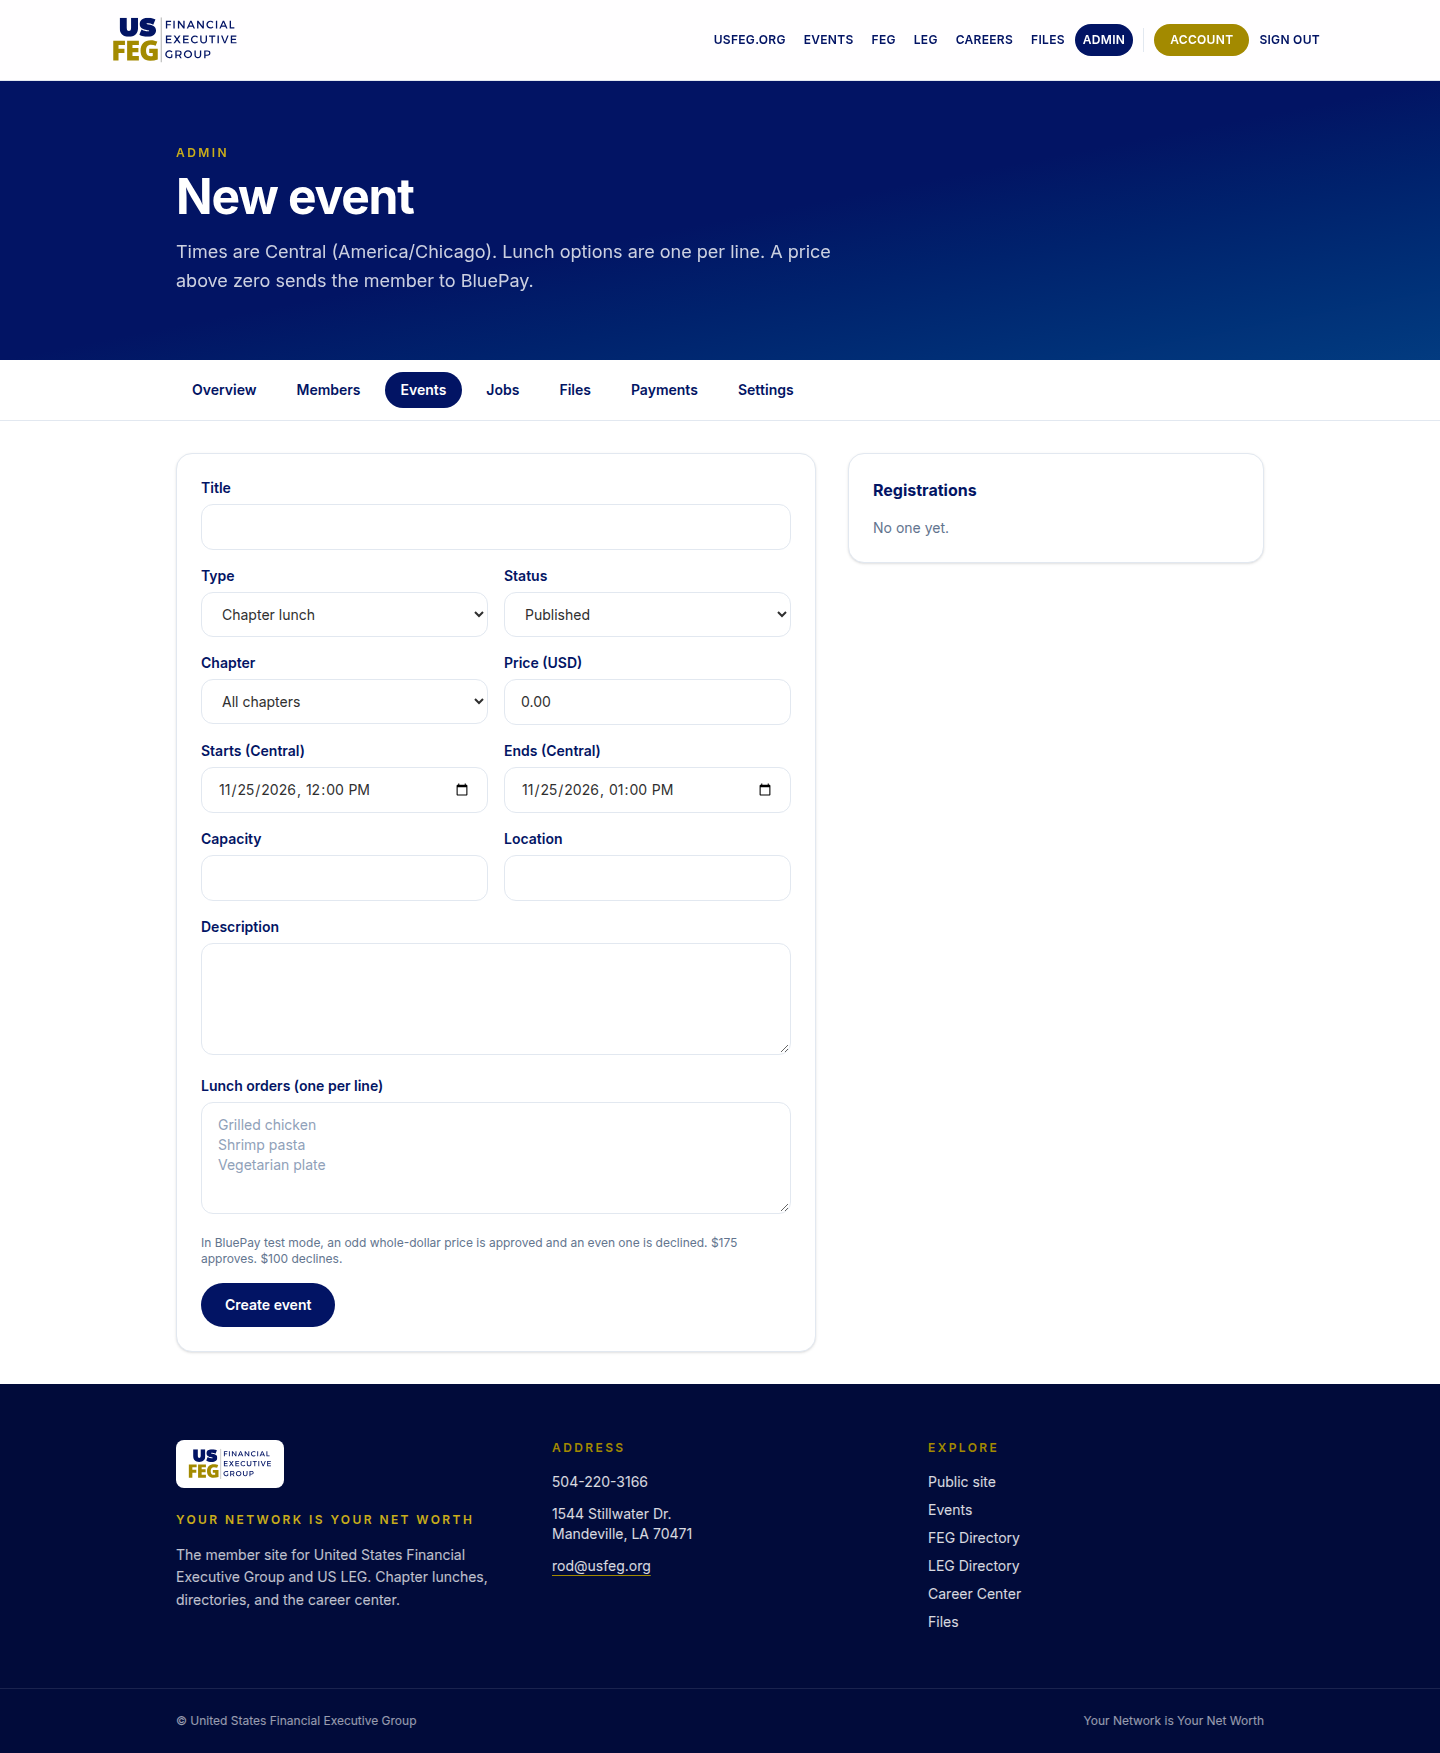 US FEG FINANCIAL EXECUTIVE GROUP
USFEG.ORG EVENTS FEG LEG CAREERS FILES ADMIN ACCOUNT SIGN OUT
ADMIN
New event
Times are Central (America/Chicago). Lunch options are one per line. A price
above zero sends the member to BluePay.
Overview Members Events Jobs Files Payments Settings
Title
Type Status
Chapter lunch Published
Chapter Price (USD)
All chapters 0.00
Starts (Central) Ends (Central)
11/25/2026, 12:00 PM 11/25/2026, 01:00 PM
Capacity Location
Description
Lunch orders (one per line)
Grilled chicken
Shrimp pasta
Vegetarian plate
In BluePay test mode, an odd whole-dollar price is approved and an even one is declined. $175
approves. $100 declines.
Create event
Registrations
No one yet.
US FEG FINANCIAL EXECUTIVE GROUP
YOUR NETWORK IS YOUR NET WORTH
The member site for United States Financial
Executive Group and US LEG. Chapter lunches,
directories, and the career center.
ADDRESS
504-220-3166
1544 Stillwater Dr.
Mandeville, LA 70471
rod@usfeg.org
EXPLORE
Public site
Events
FEG Directory
LEG Directory
Career Center
Files
© United States Financial Executive Group
Your Network is Your Net Worth